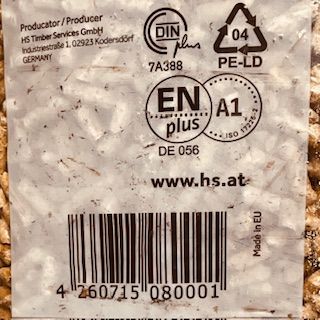 Producator / Producer
HS Timber Services GmbH
Industriestraße 1, 02923 Kodersdorf
GERMANY
DIN
plus
7A388
04
PE-LD
EN
plus
A1
ISO 17225-2
DE 056
www.hs.at
Made in EU
4 260715 080001